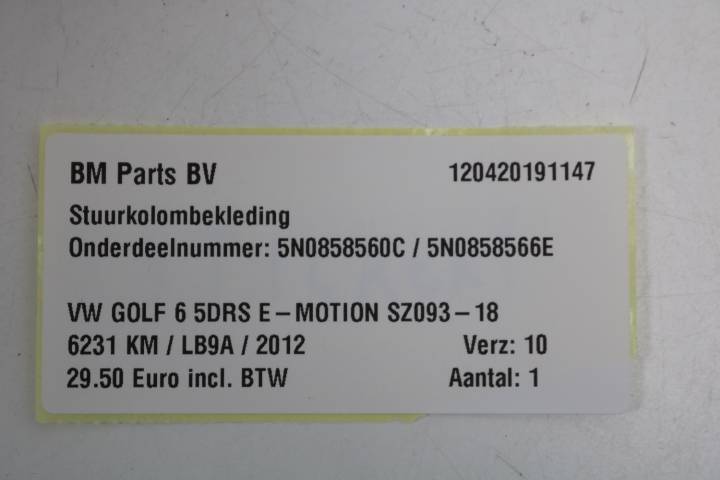 BM Parts BV 120420191147
Stuurkolombekleding
Onderdeelnummer: 5N0858560C / 5N0858566E
VW GOLF 6 5DRS E-MOTION SZ093-18
6231 KM / LB9A / 2012 Verz: 10
29.50 Euro incl. BTW Aantal: 1